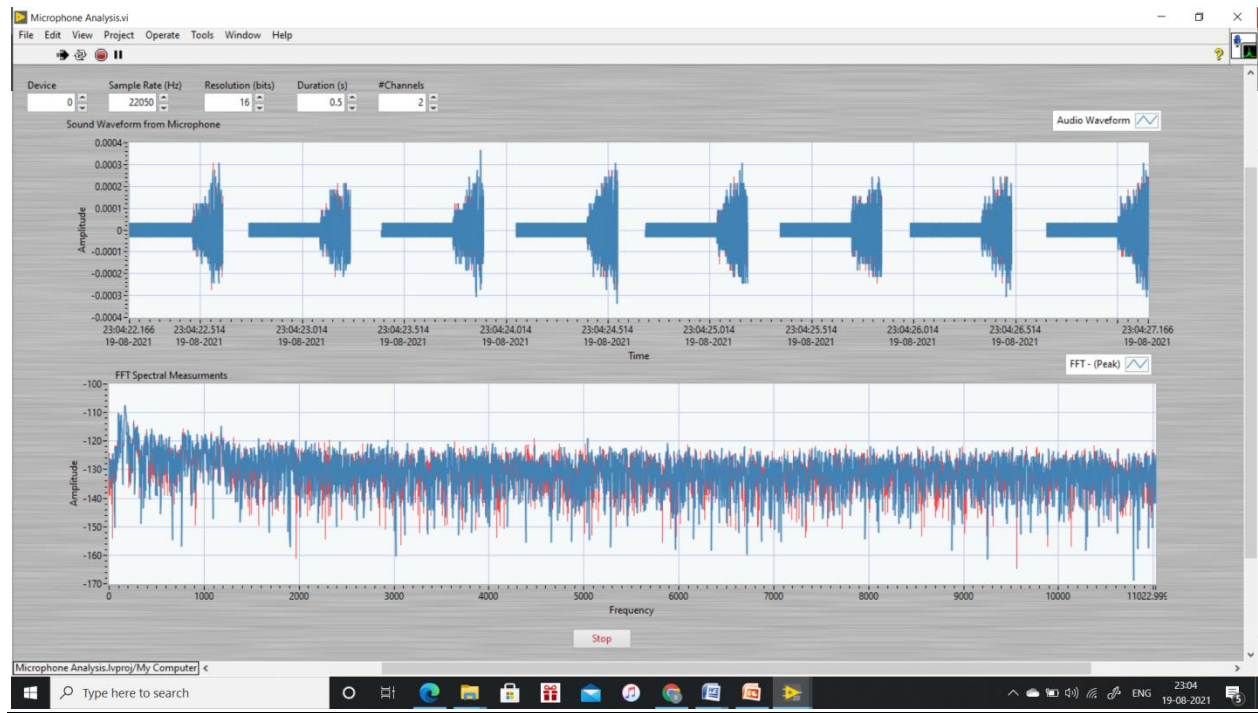 Microphone Analysis.vi
File Edit View Project Operate Tools Window Help
Device Sample Rate (Hz) Resolution (bits) Duration (s) #Channels
0 22050 16 0.5 2
Sound Waveform from Microphone
Audio Waveform
0.0004
0.0003
0.0002
0.0001
0
-0.0001
-0.0002
-0.0003
-0.0004
Amplitude
23:04:22.166 23:04:22.514 23:04:23.014 23:04:23.514 23:04:24.014 23:04:24.514 23:04:25.014 23:04:25.514 23:04:26.014 23:04:26.514 23:04:27.166
19-08-2021 19-08-2021 19-08-2021 19-08-2021 19-08-2021 19-08-2021 19-08-2021 19-08-2021 19-08-2021 19-08-2021 19-08-2021
Time
FFT - (Peak)
FFT Spectral Measurments
-100
-110
-120
-130
-140
-150
-160
-170
Amplitude
0 1000 2000 3000 4000 5000 6000 7000 8000 9000 10000 11022.999
Frequency
Stop
Microphone Analysis.lvproj/My Computer
Type here to search
ENG
23:04
19-08-2021
5